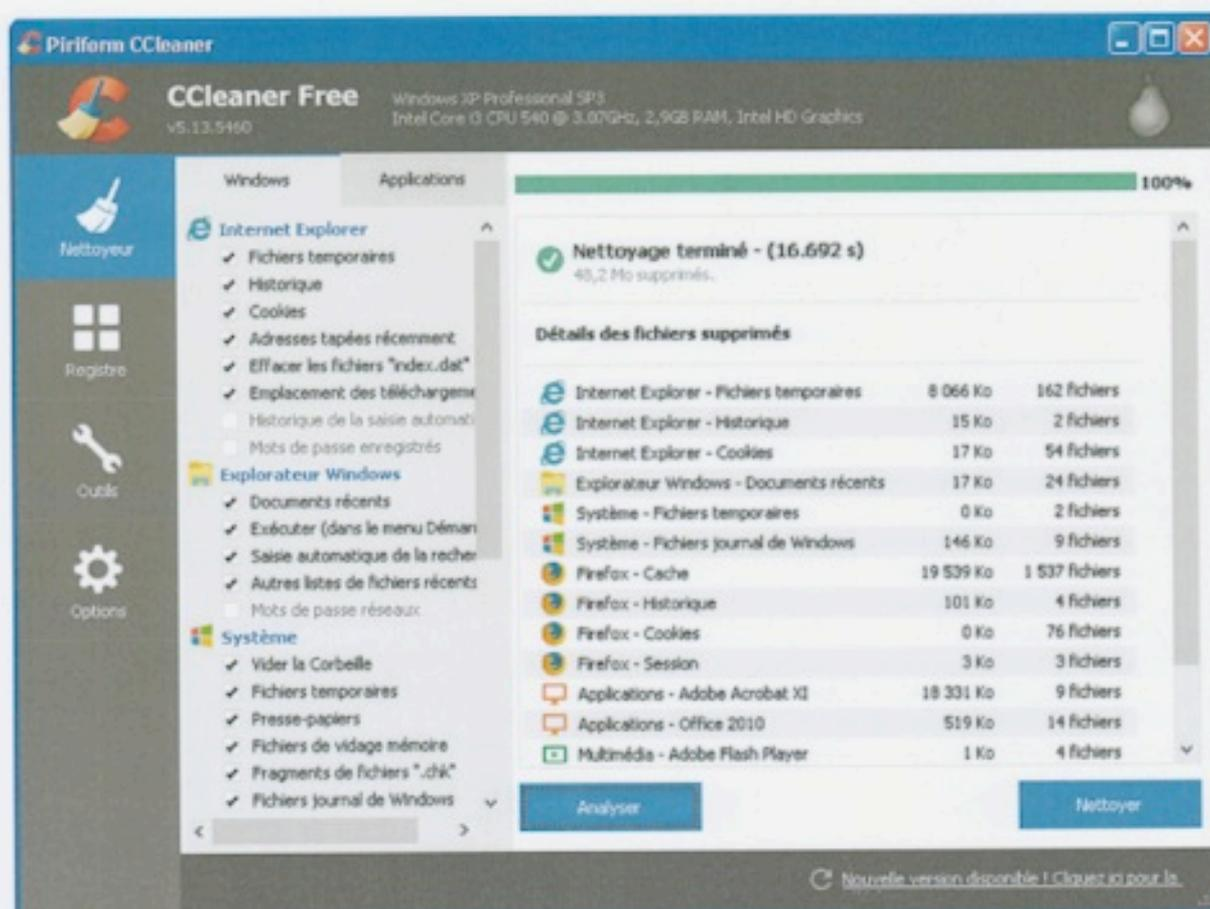 Piriform CCleaner
CCleaner Free
v5.13.5460
Windows XP Professional SP3
Intel Core i3 CPU 540 @ 3.07GHz, 2,9GB RAM, Intel HD Graphics
Nettoyeur
Registre
Outils
Options
Windows
Applications
Internet Explorer
Fichiers temporaires
Historique
Cookies
Adresses tapées récemment
Effacer les fichiers "index.dat"
Emplacement des téléchargeme
Historique de la saisie automati
Mots de passe enregistrés
Explorateur Windows
Documents récents
Exécuter (dans le menu Démarr
Saisie automatique de la recher
Autres listes de fichiers récents
Mots de passe réseaux
Système
Vider la Corbeille
Fichiers temporaires
Presse-papiers
Fichiers de vidage mémoire
Fragments de fichiers ".chk"
Fichiers journal de Windows
100%
Nettoyage terminé - (16.692 s)
48,2 Mo supprimés.
Détails des fichiers supprimés
Internet Explorer - Fichiers temporaires 8 066 Ko 162 fichiers
Internet Explorer - Historique 15 Ko 2 fichiers
Internet Explorer - Cookies 17 Ko 54 fichiers
Explorateur Windows - Documents récents 17 Ko 24 fichiers
Système - Fichiers temporaires 0 Ko 2 fichiers
Système - Fichiers journal de Windows 146 Ko 9 fichiers
Firefox - Cache 19 539 Ko 1 537 fichiers
Firefox - Historique 101 Ko 4 fichiers
Firefox - Cookies 0 Ko 76 fichiers
Firefox - Session 3 Ko 3 fichiers
Applications - Adobe Acrobat XI 18 331 Ko 9 fichiers
Applications - Office 2010 519 Ko 14 fichiers
Multimédia - Adobe Flash Player 1 Ko 4 fichiers
Analyser
Nettoyer
Nouvelle version disponible ! Cliquez ici pour la